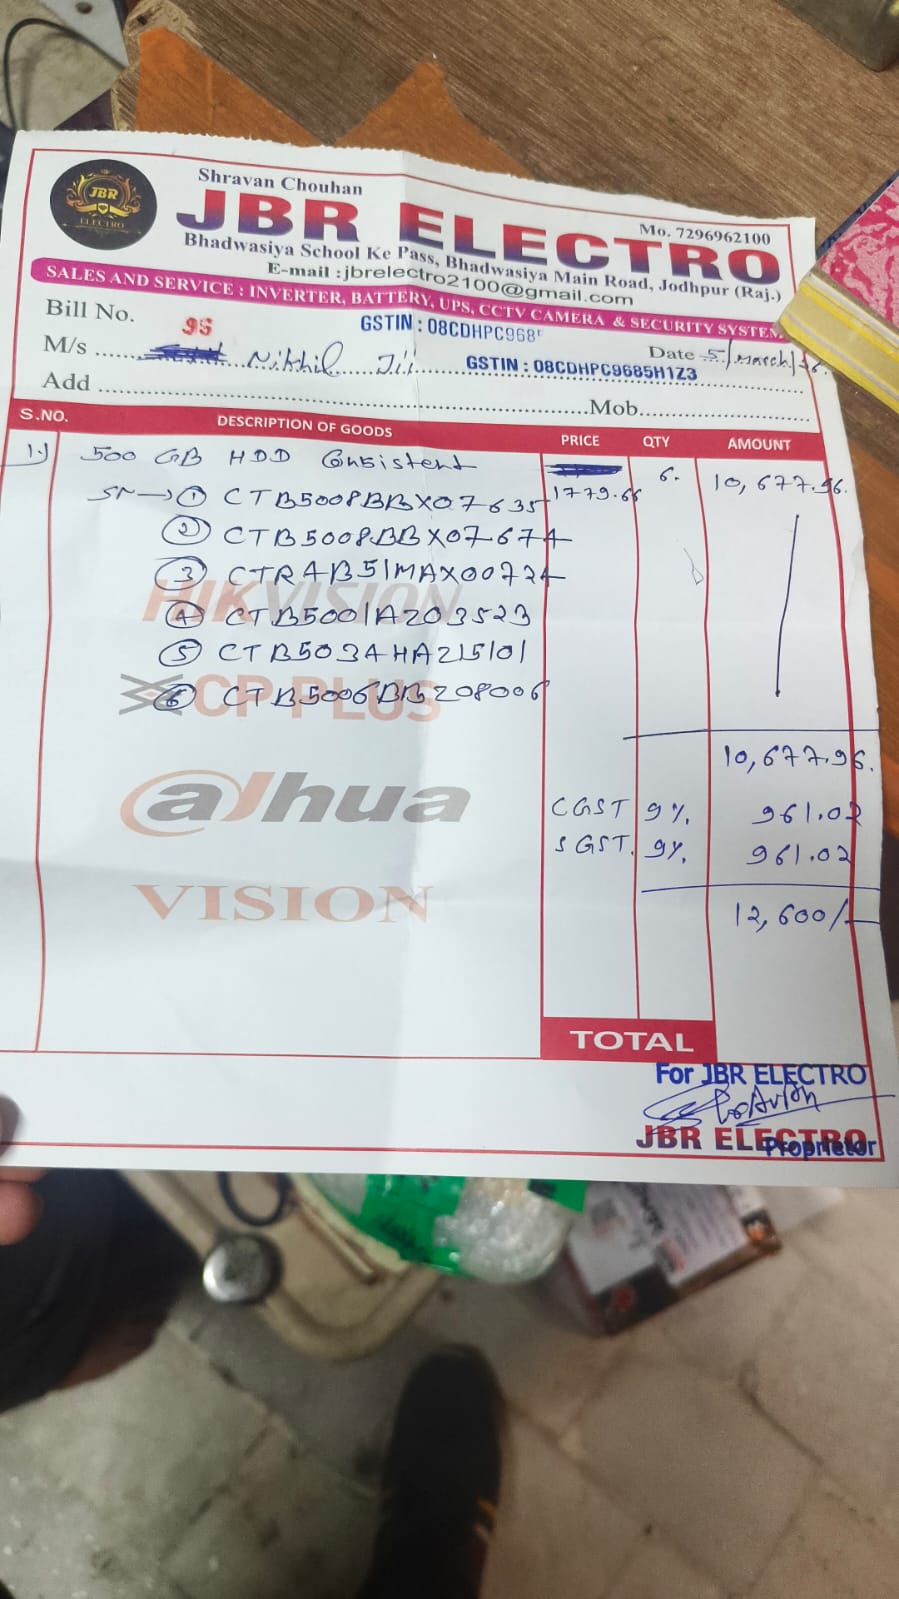 Shravan Chouhan
Mo. 7296962100
JBR ELECTRO
JBR
ELECTRO
Bhadwasiya School Ke Pass, Bhadwasiya Main Road, Jodhpur (Raj.)
E-mail :jbrelectro2100@gmail.com
SALES AND SERVICE : INVERTER, BATTERY, UPS, CCTV CAMERA & SECURITY SYSTEM
Bill No. 95 GSTIN : 08CDHPC968
M/s Nikhil Ji GSTIN : 08CDHPC9685H1Z3 Date 5/March/26
Add Mob.
S.NO. DESCRIPTION OF GOODS PRICE QTY AMOUNT
1.) 500 GB HDD Consistent 1779.66 6. 10,677.96.
SN→ ① CTB5008BBX07635
② CTB5008BBX07674
③ CTRAB51MAX00724
④ CTB5001AZ03523
⑤ CTB5034HA215101
⑥ CTB5006BB208006
HIKVISION
CP PLUS
alhua
VISION
10,677.96.
CGST 9%. 961.02
SGST. 9%. 961.02
12,600/-
TOTAL
For JBR ELECTRO
JBR ELECTRO
Proprietor